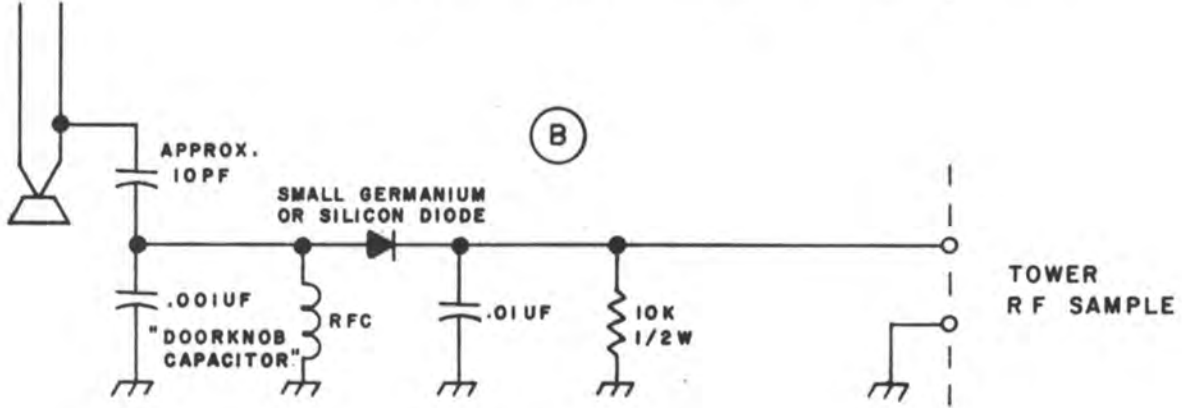 B
APPROX.
10PF
SMALL GERMANIUM
OR SILICON DIODE
.001UF
"DOORKNOB
CAPACITOR"
RFC
.01UF
10K
1/2W
TOWER
RF SAMPLE